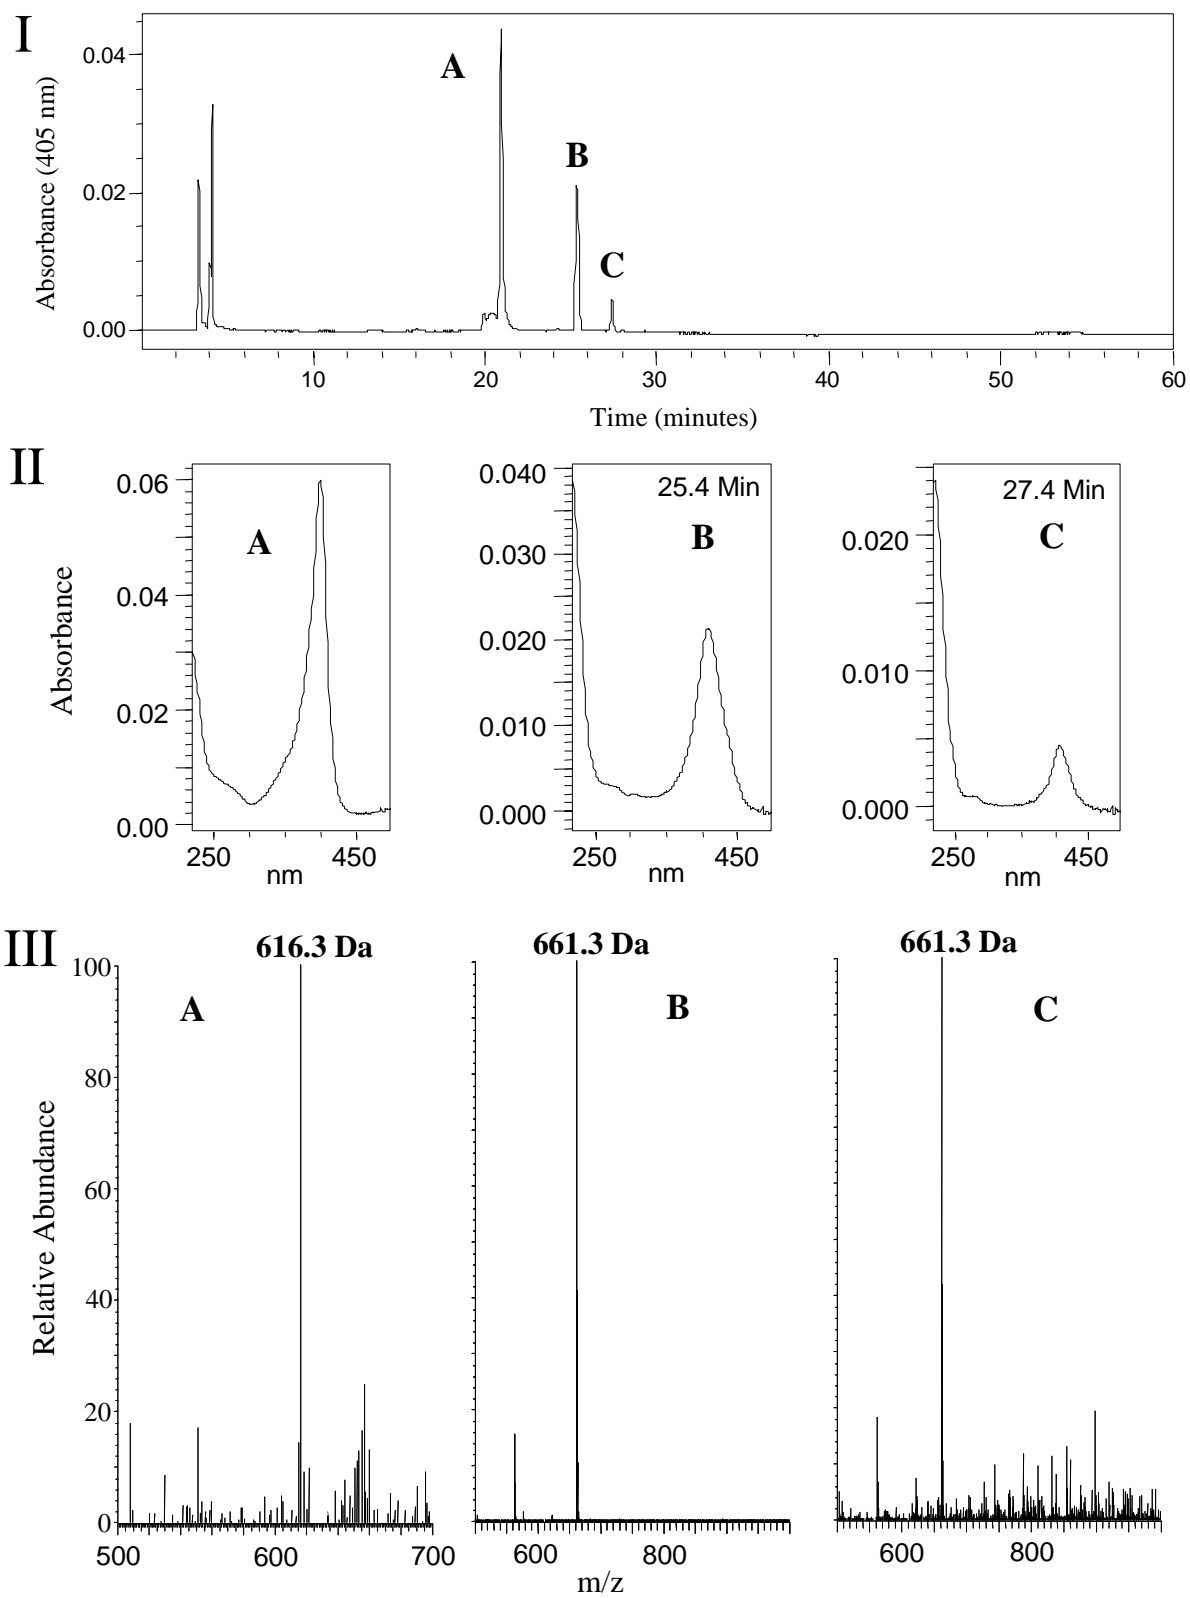 I
Absorbance (405 nm)
0.04
0.02
0.00
A
B
C
10 20 30 40 50 60
Time (minutes)
II
Absorbance
0.06
0.04
0.02
0.00
A
250 450
nm
0.040
0.030
0.020
0.010
0.000
25.4 Min
B
250 450
nm
0.020
0.010
0.000
27.4 Min
C
250 450
nm
III
Relative Abundance
616.3 Da
100
80
60
40
20
0
A
500 600 700
661.3 Da
B
600 800
661.3 Da
C
600 800
m/z